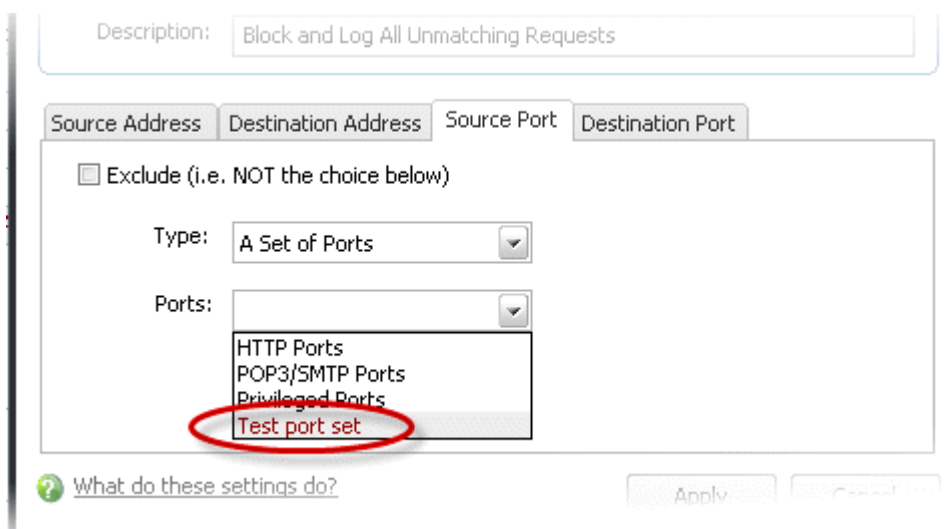 Description: Block and Log All Unmatching Requests
Source Address Destination Address Source Port Destination Port
Exclude (i.e. NOT the choice below)
Type: A Set of Ports
Ports:
HTTP Ports
POP3/SMTP Ports
Privileged Ports
Test port set
What do these settings do? Apply Cancel